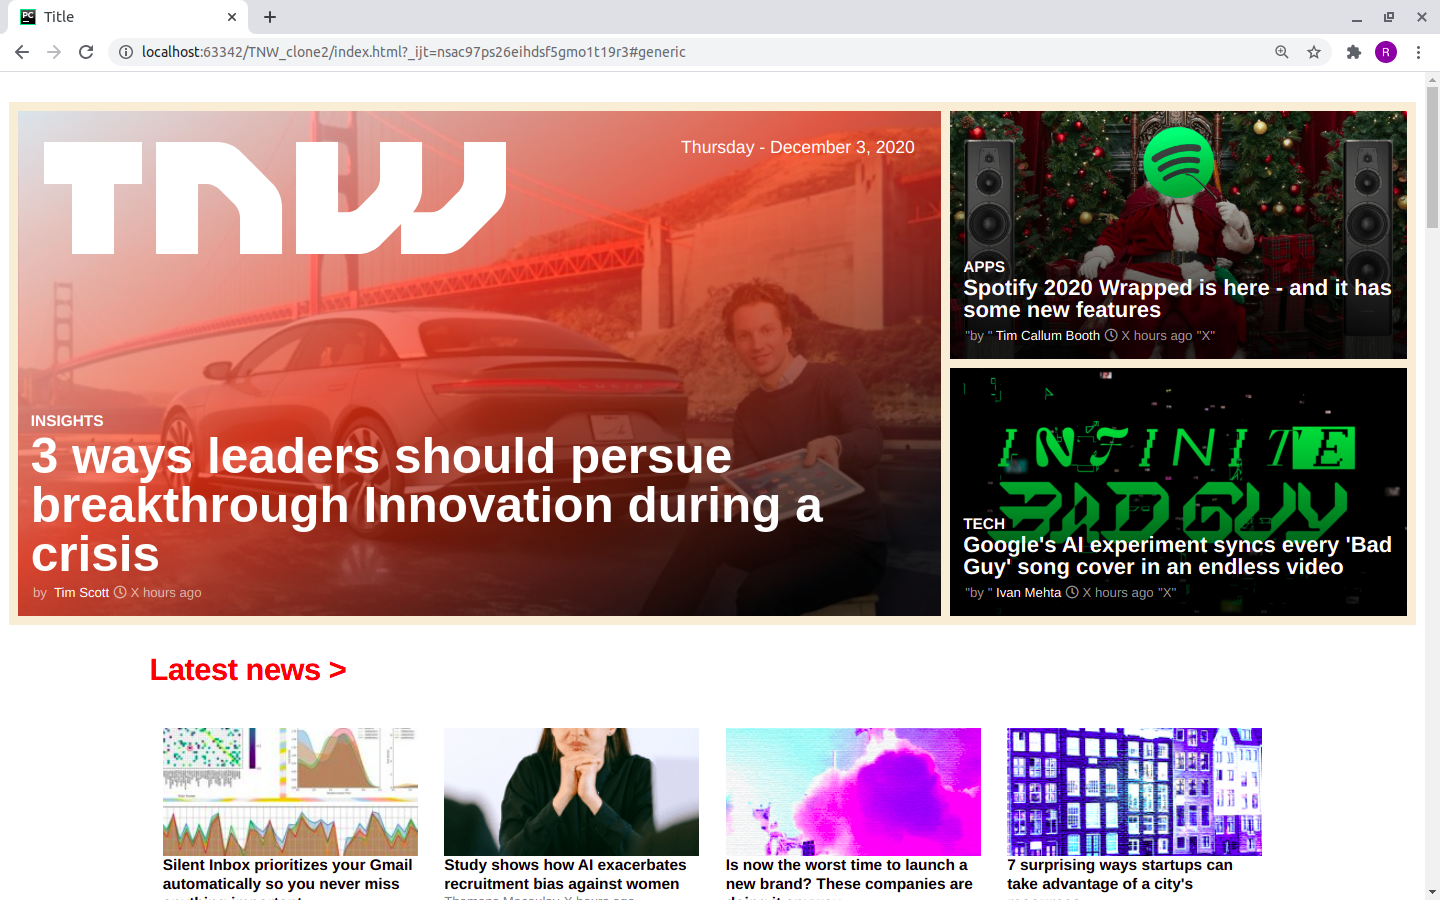 Title
localhost:63342/TNW_clone2/index.html?_ijt=nsac97ps26eihdsf5gmo1t19r3#generic
R
TNW
Thursday - December 3, 2020
INSIGHTS
3 ways leaders should persue
breakthrough Innovation during a
crisis
by Tim Scott X hours ago
APPS
Spotify 2020 Wrapped is here - and it has
some new features
"by " Tim Callum Booth X hours ago "X"
INFINITE
BAD GUY
TECH
Google's AI experiment syncs every 'Bad
Guy' song cover in an endless video
"by " Ivan Mehta X hours ago "X"
Latest news >
Silent Inbox prioritizes your Gmail
automatically so you never miss
Study shows how AI exacerbates
recruitment bias against women
Is now the worst time to launch a
new brand? These companies are
7 surprising ways startups can
take advantage of a city's